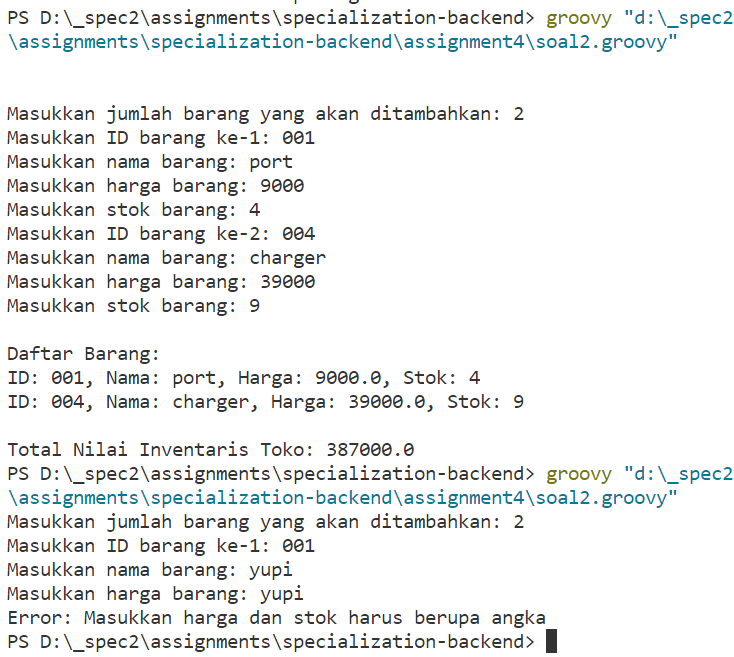 PS D:\_spec2\assignments\specialization-backend> groovy "d:\_spec2
\assignments\specialization-backend\assignment4\soal2.groovy"
Masukkan jumlah barang yang akan ditambahkan: 2
Masukkan ID barang ke-1: 001
Masukkan nama barang: port
Masukkan harga barang: 9000
Masukkan stok barang: 4
Masukkan ID barang ke-2: 004
Masukkan nama barang: charger
Masukkan harga barang: 39000
Masukkan stok barang: 9
Daftar Barang:
ID: 001, Nama: port, Harga: 9000.0, Stok: 4
ID: 004, Nama: charger, Harga: 39000.0, Stok: 9
Total Nilai Inventaris Toko: 387000.0
PS D:\_spec2\assignments\specialization-backend> groovy "d:\_spec2
\assignments\specialization-backend\assignment4\soal2.groovy"
Masukkan jumlah barang yang akan ditambahkan: 2
Masukkan ID barang ke-1: 001
Masukkan nama barang: yupi
Masukkan harga barang: yupi
Error: Masukkan harga dan stok harus berupa angka
PS D:\_spec2\assignments\specialization-backend>